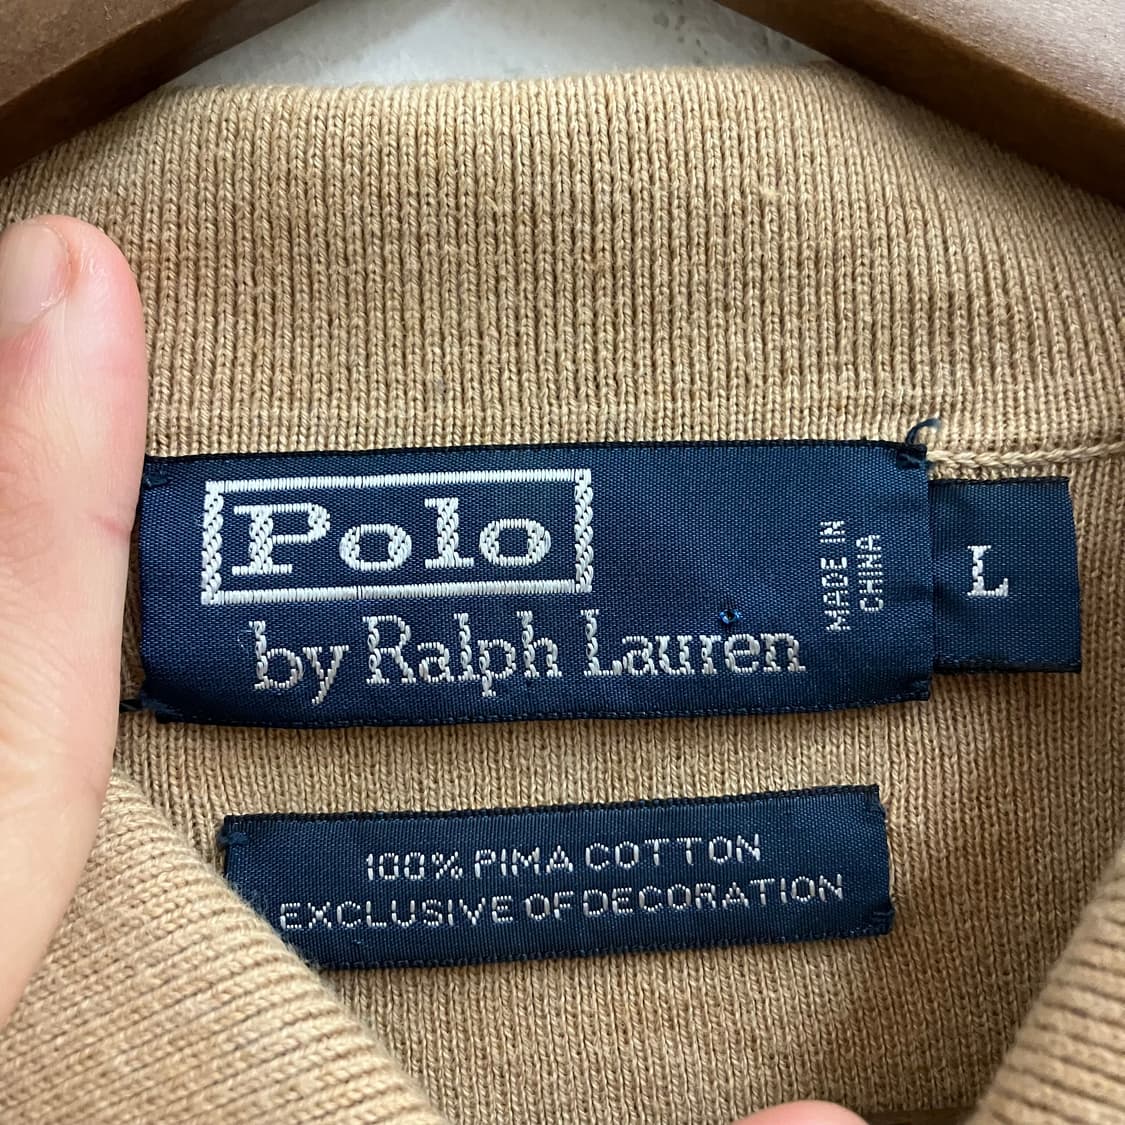 Polo
by Ralph Lauren
MADE IN
CHINA
L
100% PIMA COTTON
EXCLUSIVE OF DECORATION